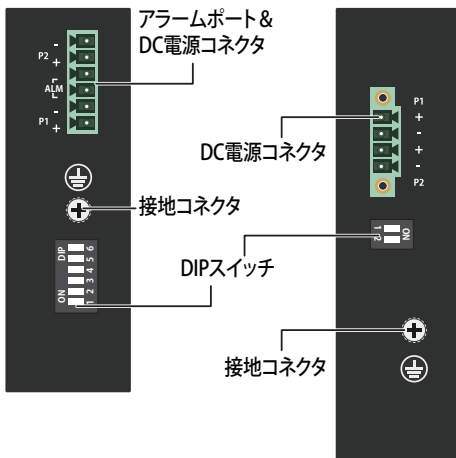 アラームポート＆
DC電源コネクタ
-
P2 +
ALM
-
P1 +
接地コネクタ
DIP
ON
1 2 3 4 5 6
DIPスイッチ
DC電源コネクタ
P1
+
-
+
-
P2
1 2
ON
接地コネクタ